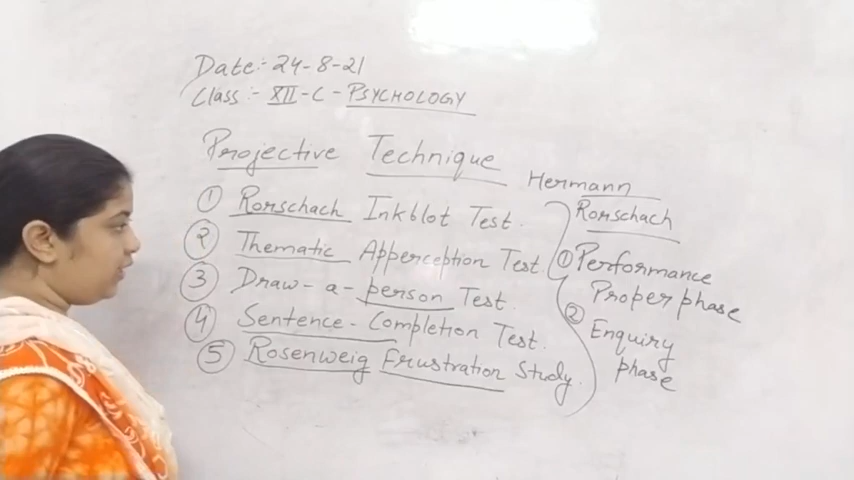 Date:- 24-8-21
Class:- XII-C-PSYCHOLOGY
Projective Technique
① Rorschach Inkblot Test.
② Thematic Apperception Test.
③ Draw-a-person Test.
④ Sentence-Completion Test.
⑤ Rosenweig Frustration Study.
Hermann
Rorschach
① Performance
Proper phase
② Enquiry
phase